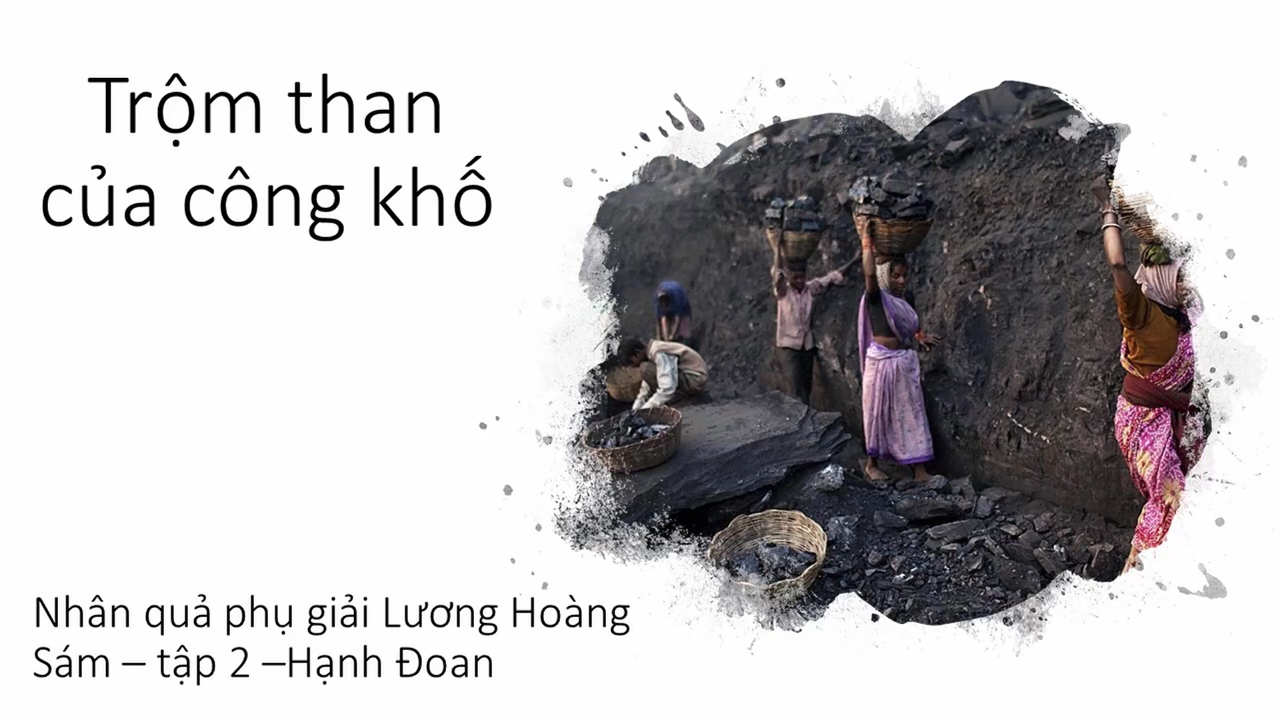 Trộm than
của công khố
Nhân quả phụ giải Lương Hoàng
Sám – tập 2 –Hạnh Đoan